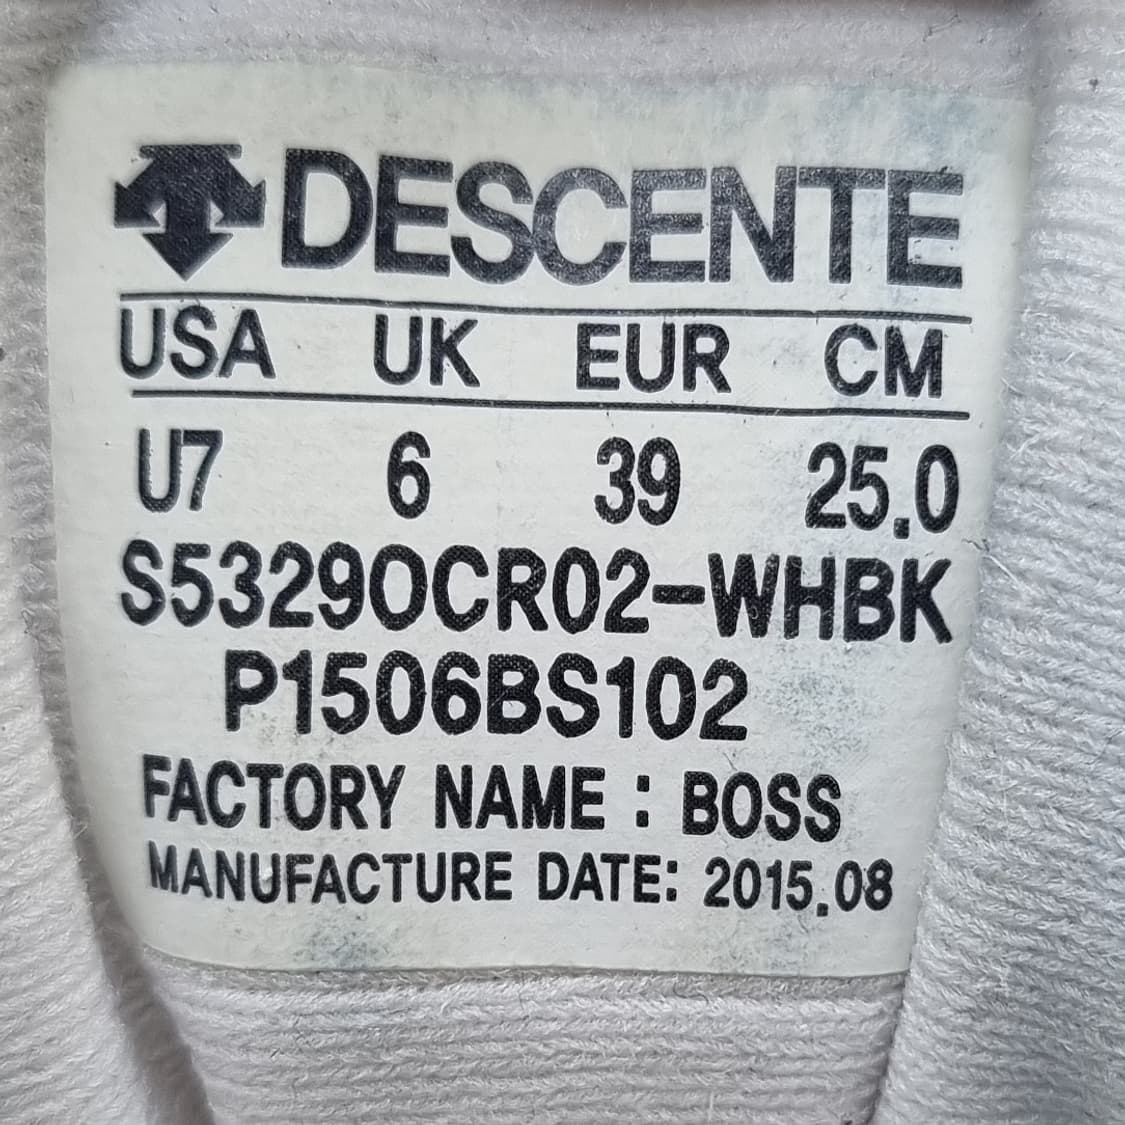 DESCENTE
USA UK EUR CM
U7 6 39 25.0
S5329OCR02-WHBK
P1506BS102
FACTORY NAME : BOSS
MANUFACTURE DATE: 2015.08